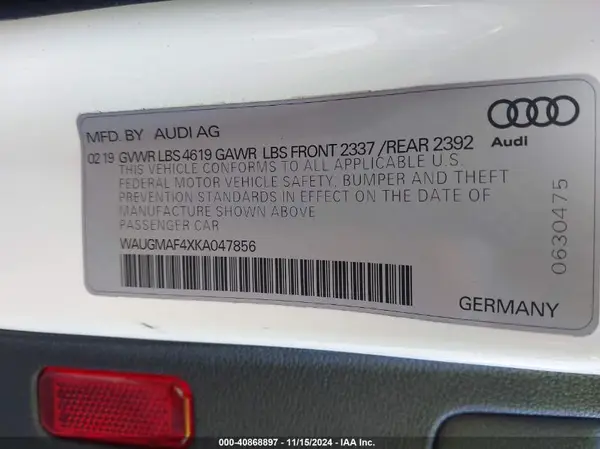 MFD. BY AUDI AG
02 19 GVWR LBS 4619 GAWR LBS FRONT 2337 / REAR 2392
THIS VEHICLE CONFORMS TO ALL APPLICABLE U.S.
FEDERAL MOTOR VEHICLE SAFETY, BUMPER AND THEFT
PREVENTION STANDARDS IN EFFECT ON THE DATE OF
MANUFACTURE SHOWN ABOVE
PASSENGER CAR
WAUGMAF4XKA047856
Audi
0630475
GERMANY
000-40868897 - 11/15/2024 - IAA Inc.